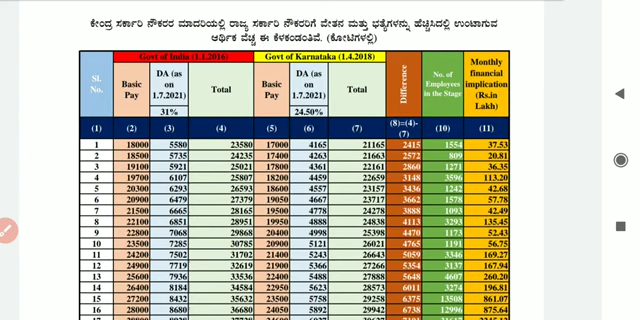 ಕೇಂದ್ರ ಸರ್ಕಾರಿ ನೌಕರರ ಮಾದರಿಯಲ್ಲಿ ರಾಜ್ಯ ಸರ್ಕಾರಿ ನೌಕರರಿಗೆ ವೇತನ ಮತ್ತು ಭತ್ಯೆಗಳನ್ನು ಹೆಚ್ಚಿಸಿದಲ್ಲಿ ಉಂಟಾಗುವ
ಆರ್ಥಿಕ ವೆಚ್ಚ ಈ ಕೆಳಕಂಡಂತಿವೆ. (ಕೋಟಿಗಳಲ್ಲಿ)
Sl. No. Govt of India (1.1.2016) Govt of Karnataka (1.4.2018) Difference No. of Employees in the Stage Monthly financial implication (Rs.in Lakh)
Basic Pay DA (as on 1.7.2021) Total Basic Pay DA (as on 1.7.2021) Total
31% 24.50%
(1) (2) (3) (4) (5) (6) (7) (8)=(4)-(7) (10) (11)
1 18000 5580 23580 17000 4165 21165 2415 1554 37.53
2 18500 5735 24235 17400 4263 21663 2572 809 20.81
3 19100 5921 25021 17800 4361 22161 2860 1271 36.35
4 19700 6107 25807 18200 4459 22659 3148 3596 113.20
5 20300 6293 26593 18600 4557 23157 3436 1242 42.68
6 20900 6479 27379 19050 4667 23717 3662 1578 57.78
7 21500 6665 28165 19500 4778 24278 3888 1093 42.49
8 22100 6851 28951 19950 4888 24838 4113 3293 135.45
9 22800 7068 29868 20400 4998 25398 4470 1173 52.43
10 23500 7285 30785 20900 5121 26021 4765 1191 56.75
11 24200 7502 31702 21400 5243 26643 5059 3346 169.27
12 24900 7719 32619 21900 5366 27266 5354 3137 167.94
13 25600 7936 33536 22400 5488 27888 5648 4607 260.20
14 26400 8184 34584 22950 5623 28573 6011 3274 196.81
15 27200 8432 35632 23500 5758 29258 6375 13508 861.07
16 28000 8680 36680 24050 5892 29942 6738 12996 875.64